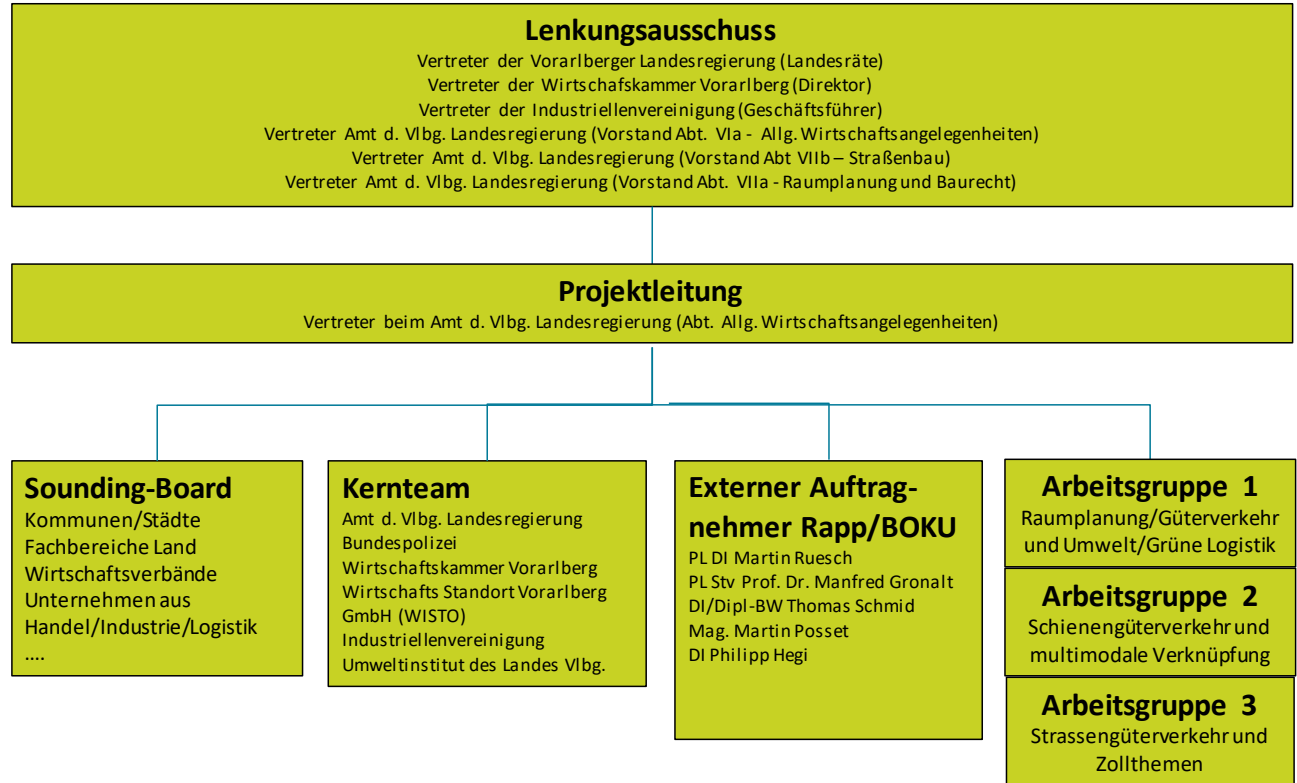 Lenkungsausschuss
Vertreter der Vorarlberger Landesregierung (Landesräte)
Vertreter der Wirtschafskammer Vorarlberg (Direktor)
Vertreter der Industriellenvereinigung (Geschäftsführer)
Vertreter Amt d. Vlbg. Landesregierung (Vorstand Abt. VIa - Allg. Wirtschaftsangelegenheiten)
Vertreter Amt d. Vlbg. Landesregierung (Vorstand Abt VIIb – Straßenbau)
Vertreter Amt d. Vlbg. Landesregierung (Vorstand Abt. VIIa - Raumplanung und Baurecht)
Projektleitung
Vertreter beim Amt d. Vlbg. Landesregierung (Abt. Allg. Wirtschaftsangelegenheiten)
Sounding-Board
Kommunen/Städte
Fachbereiche Land
Wirtschaftsverbände
Unternehmen aus
Handel/Industrie/Logistik
....
Kernteam
Amt d. Vlbg. Landesregierung
Bundespolizei
Wirtschaftskammer Vorarlberg
Wirtschafts Standort Vorarlberg
GmbH (WISTO)
Industriellenvereinigung
Umweltinstitut des Landes Vlbg.
Externer Auftrag-
nehmer Rapp/BOKU
PL DI Martin Ruesch
PL Stv Prof. Dr. Manfred Gronalt
DI/Dipl-BW Thomas Schmid
Mag. Martin Posset
DI Philipp Hegi
Arbeitsgruppe 1
Raumplanung/Güterverkehr
und Umwelt/Grüne Logistik
Arbeitsgruppe 2
Schienengüterverkehr und
multimodale Verknüpfung
Arbeitsgruppe 3
Strassengüterverkehr und
Zollthemen